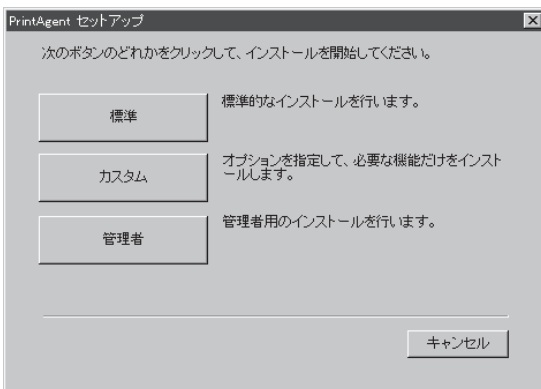 PrintAgent セットアップ
次のボタンのどれかをクリックして、インストールを開始してください。
標準
標準的なインストールを行います。
カスタム
オプションを指定して、必要な機能だけをインスト
ールします。
管理者
管理者用のインストールを行います。
キャンセル